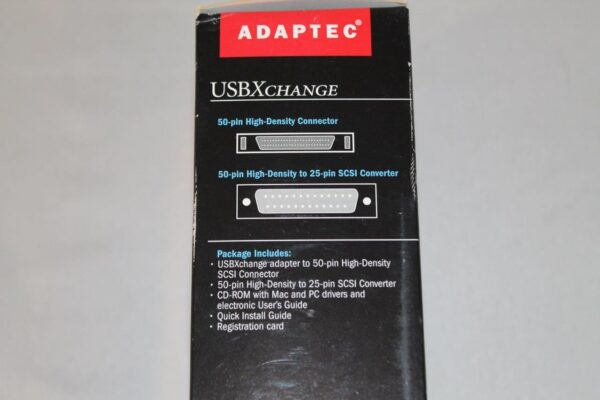 ADAPTEC®
USBXCHANGE
50-pin High-Density Connector
50-pin High-Density to 25-pin SCSI Converter
Package Includes:
• USBXchange adapter to 50-pin High-Density
SCSI Connector
• 50-pin High-Density to 25-pin SCSI Converter
• CD-ROM with Mac and PC drivers and
electronic User's Guide
• Quick Install Guide
• Registration card